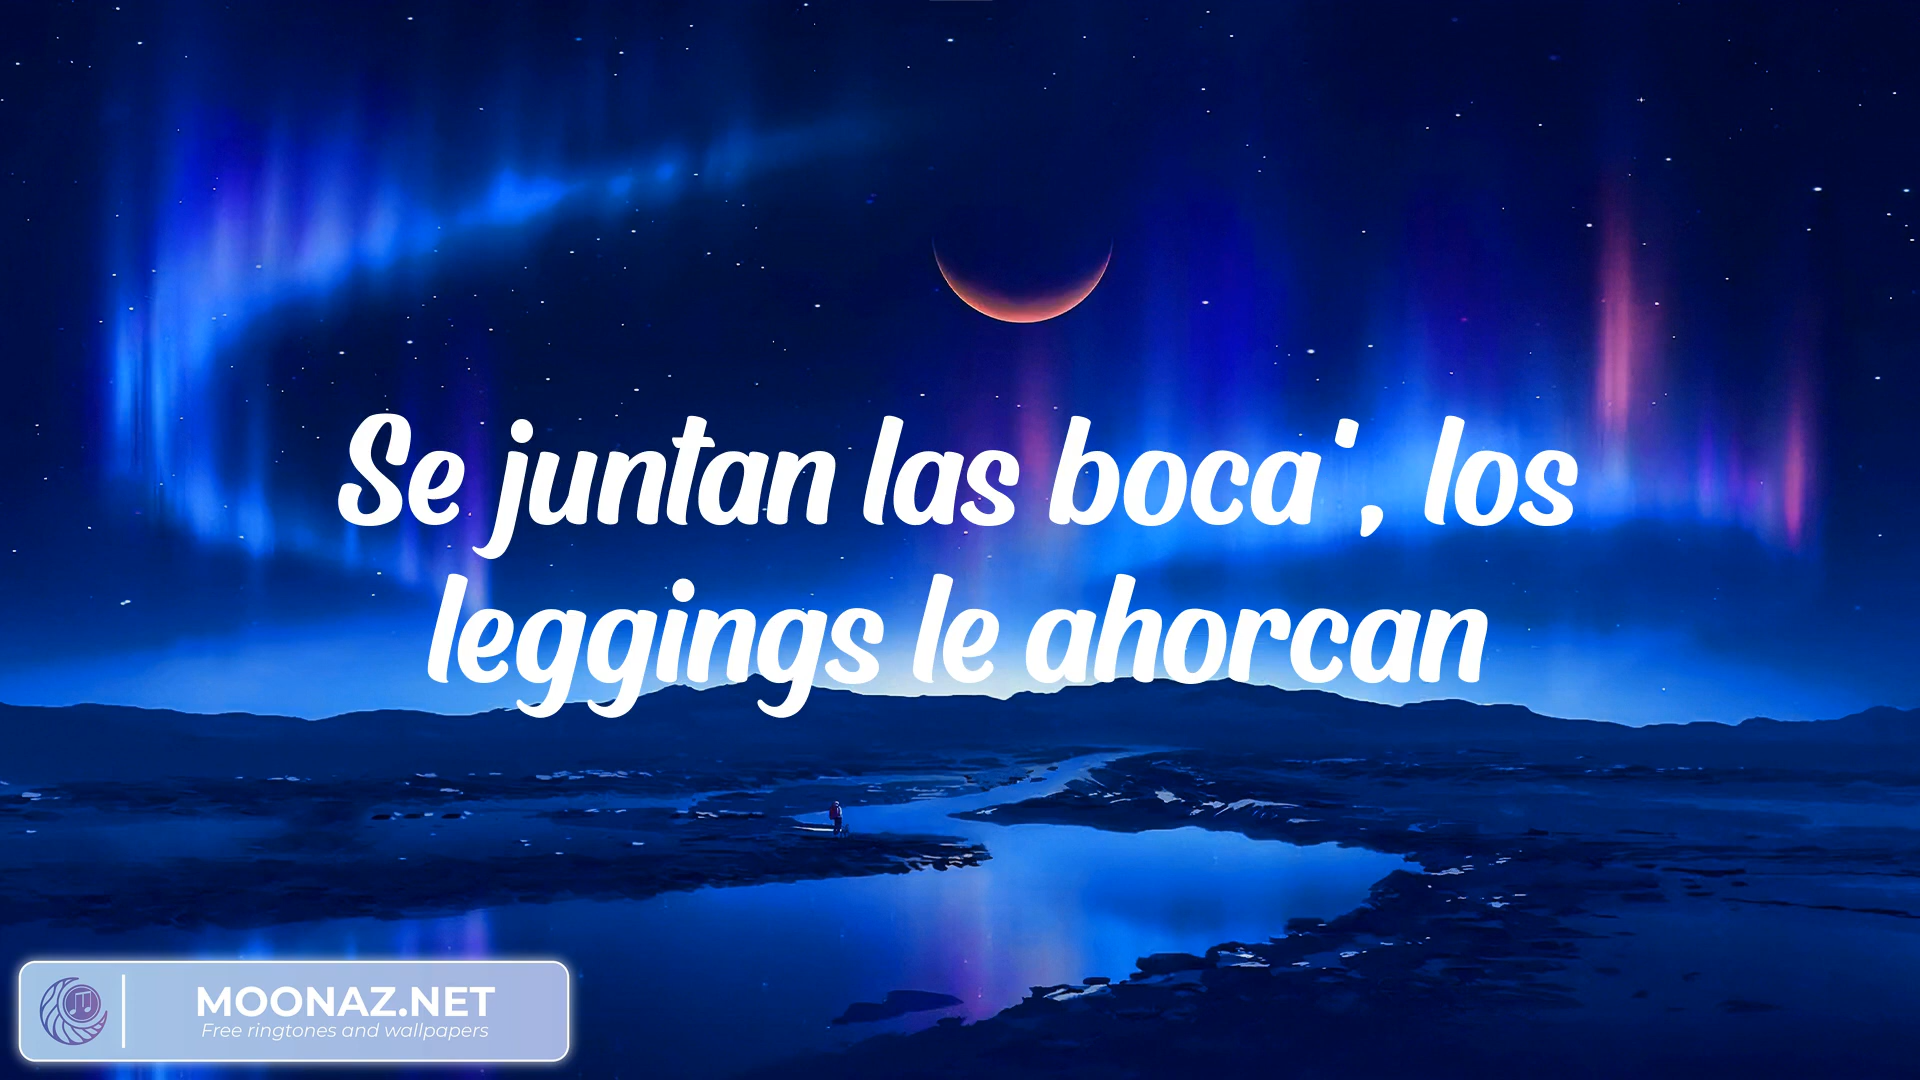 Se juntan las boca', los
leggings le ahorcan
MOONAZ.NET
Free ringtones and wallpapers